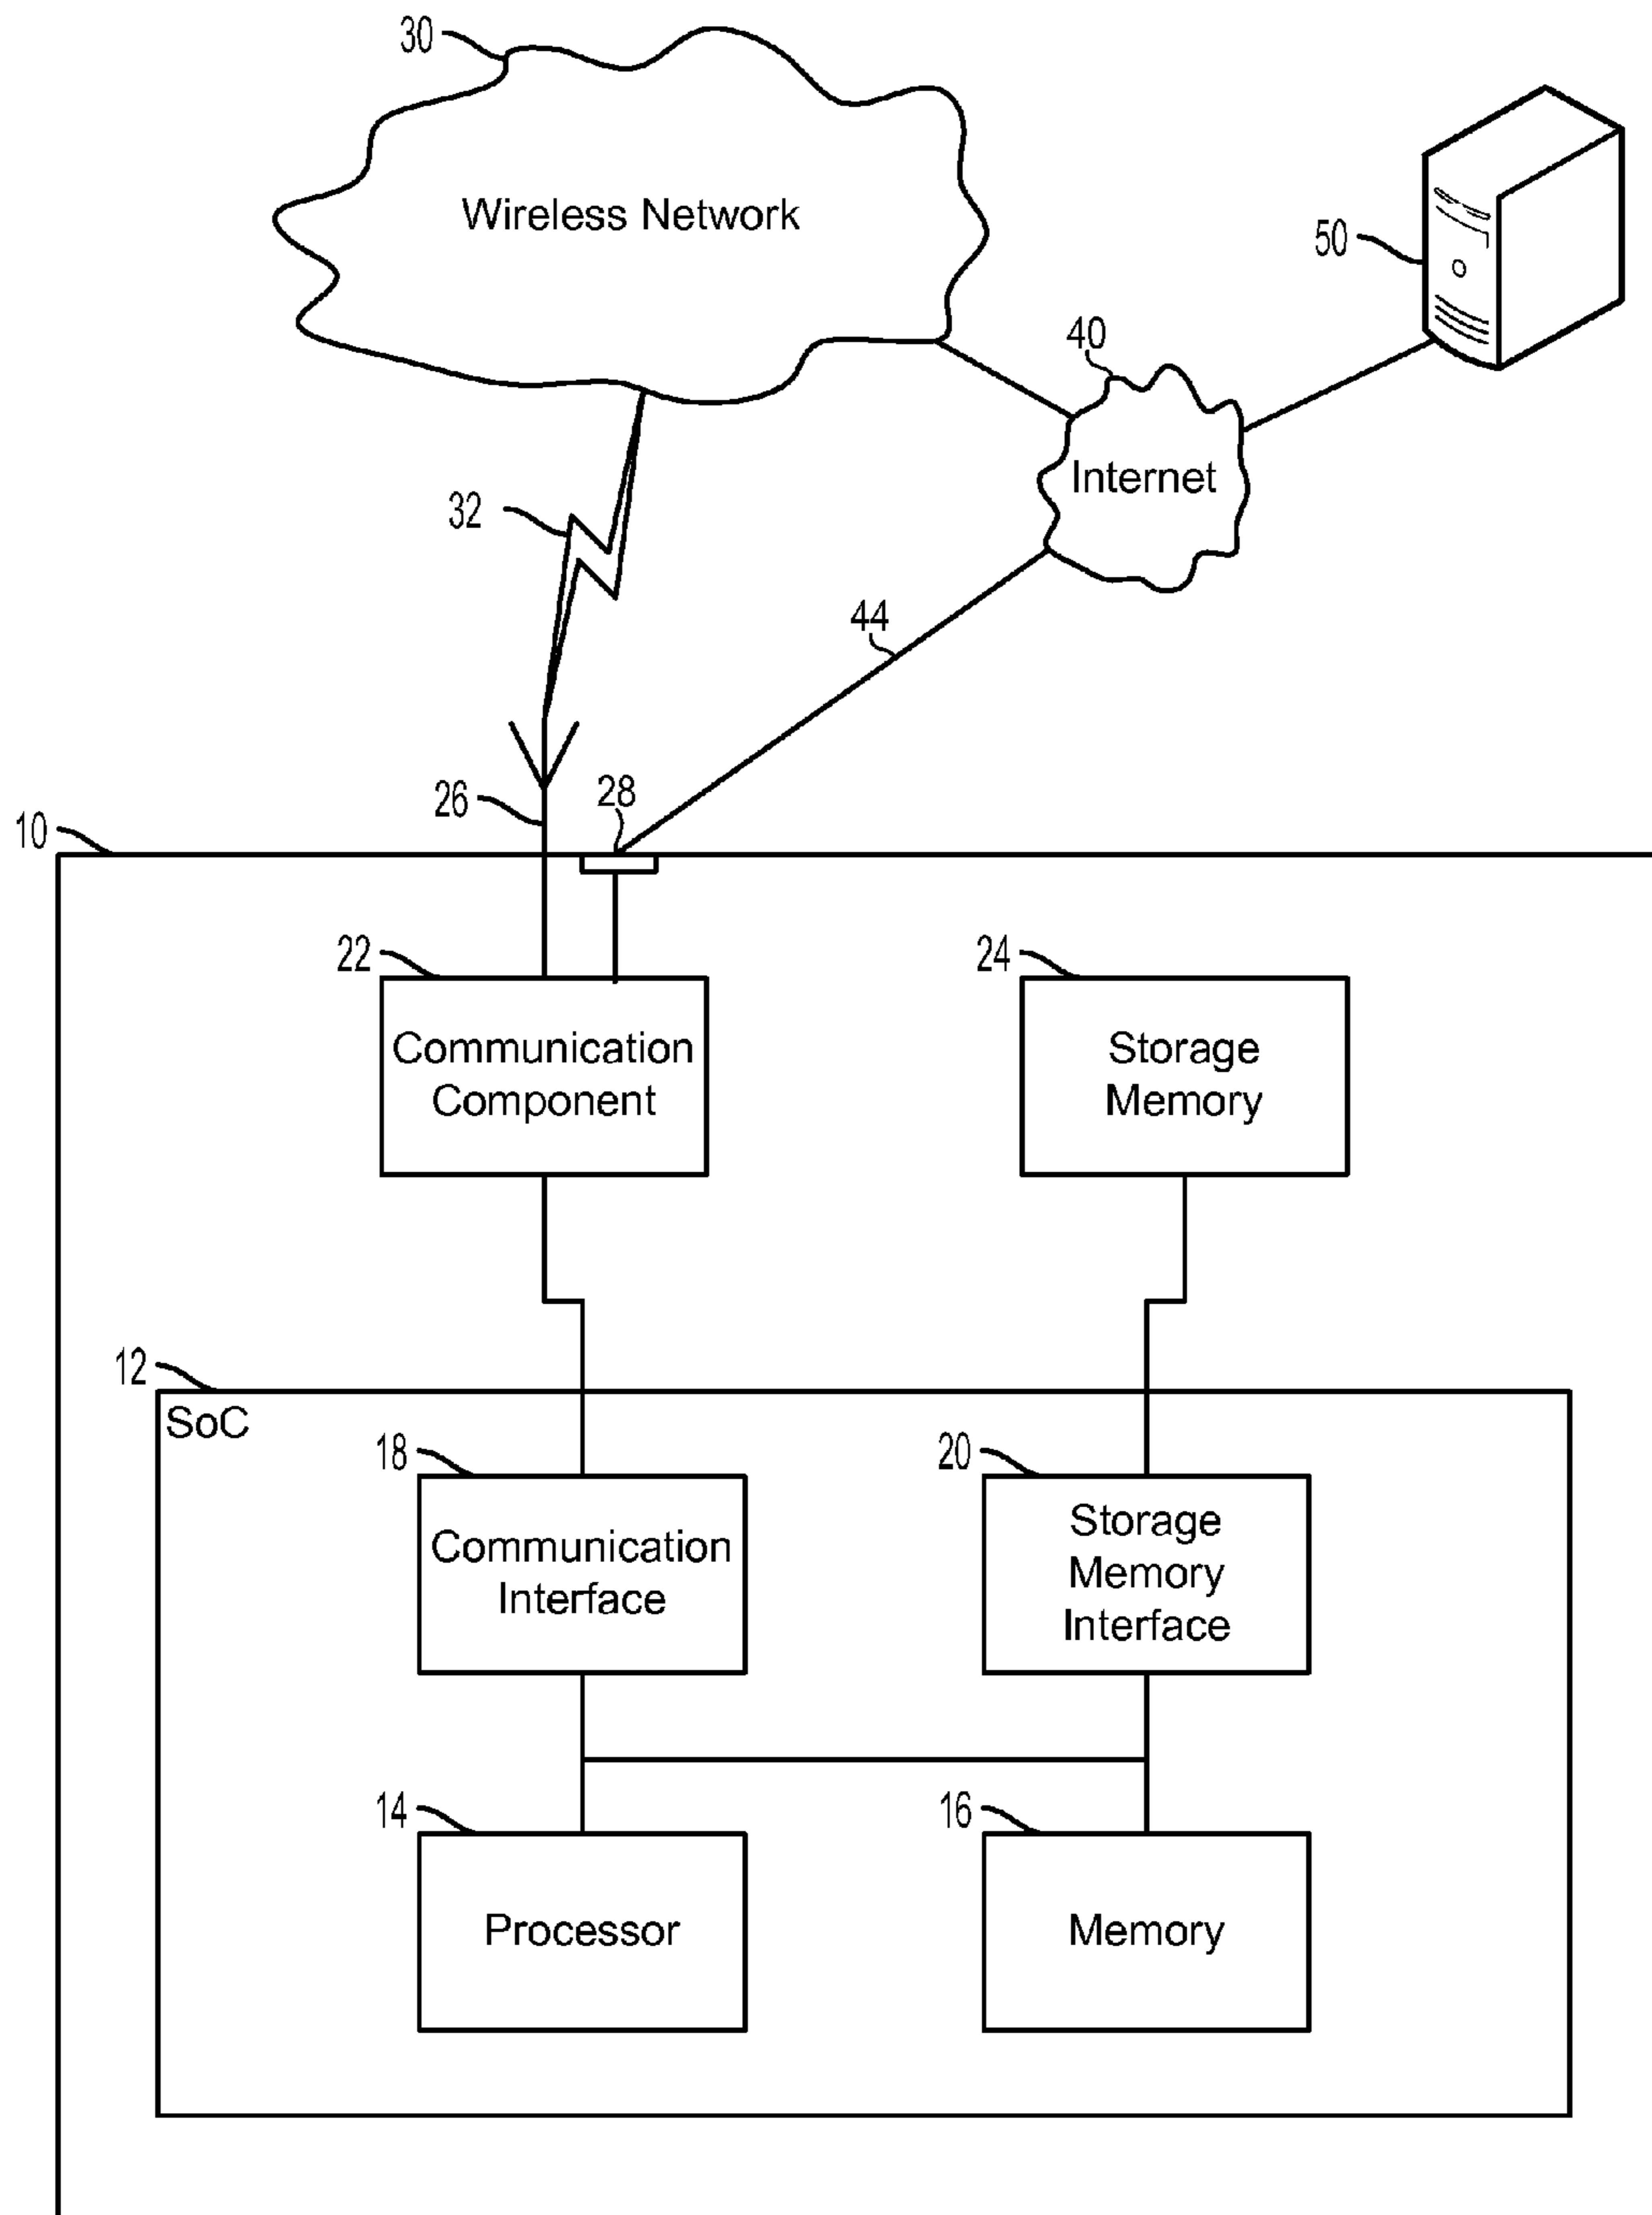 30
Wireless Network
50
40
Internet
32
44
26
28
10
22
24
Communication
Component
Storage
Memory
12
SoC
18
20
Communication
Interface
Storage
Memory
Interface
14
16
Processor
Memory